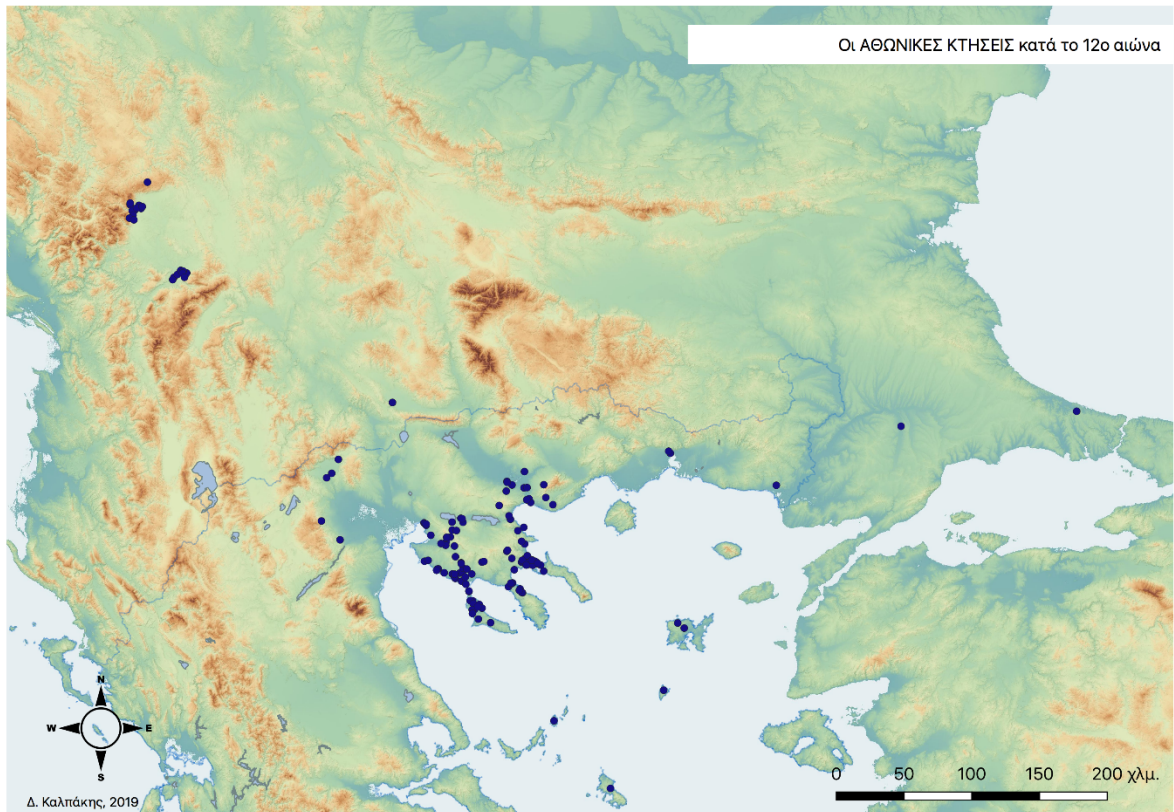 Οι ΑΘΩΝΙΚΕΣ ΚΤΗΣΕΙΣ κατά το 12ο αιώνα
N
W E
S
0 50 100 150 200 χλμ.
Δ. Καλπάκης, 2019